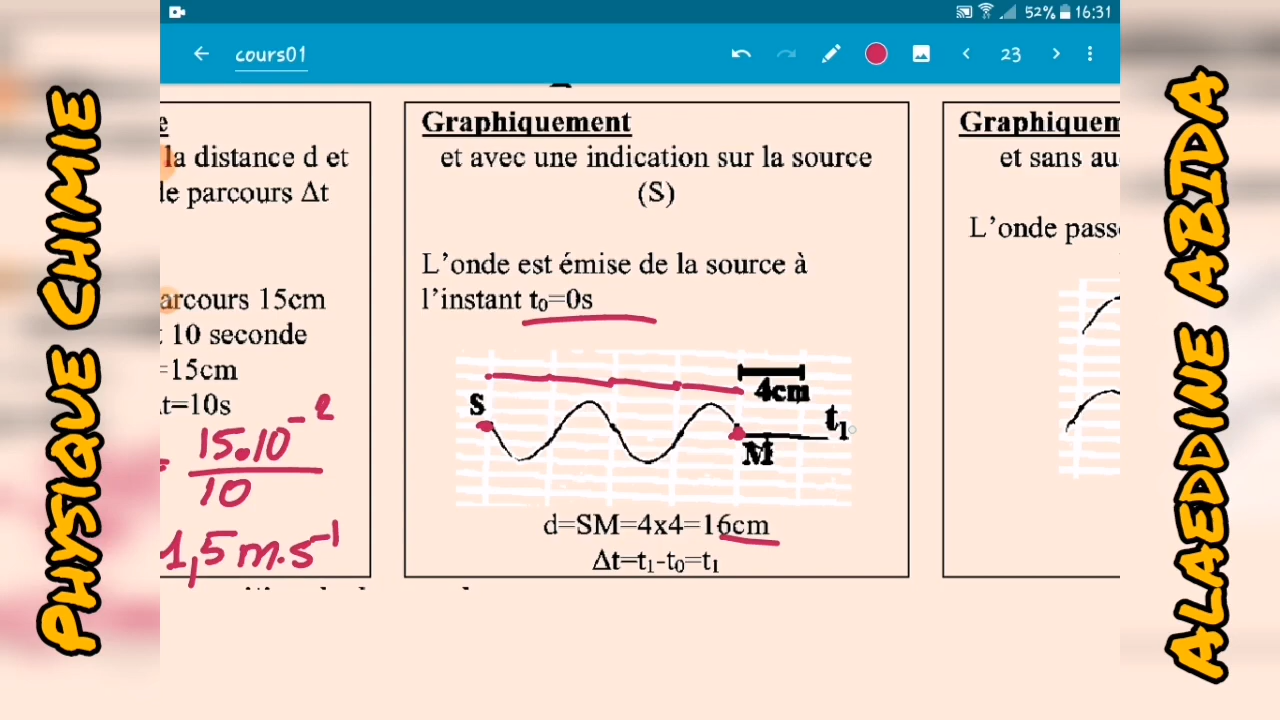 52% 16:31
cours01
23
PHYSIQUE CHIMIE
la distance d et
de parcours Δt
arcours 15cm
10 seconde
=15cm
t=10s
= 15.10⁻²
10
1,5 m.s⁻¹
Graphiquement
et avec une indication sur la source
(S)
L’onde est émise de la source à
l’instant t₀=0s
4cm
S
t₁
M
d=SM=4x4=16cm
Δt=t₁-t₀=t₁
Graphiquem
et sans au
L’onde pass
ALAEDDINE ABIDA